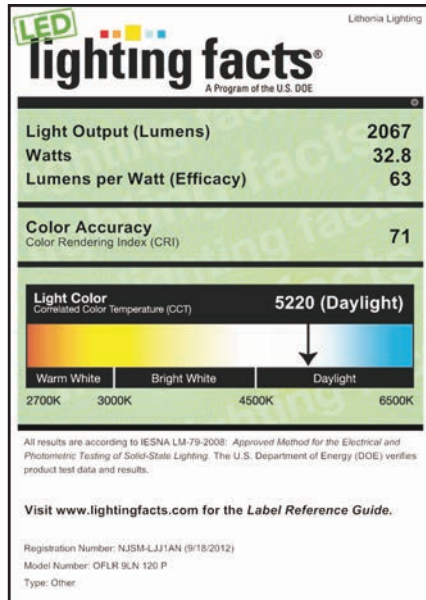 Lithonia Lighting
LED
lighting facts®
A Program of the U.S. DOE
Light Output (Lumens) 2067
Watts 32.8
Lumens per Watt (Efficacy) 63
Color Accuracy
Color Rendering Index (CRI) 71
Light Color
Correlated Color Temperature (CCT) 5220 (Daylight)
Warm White Bright White Daylight
2700K 3000K 4500K 6500K
All results are according to IESNA LM-79-2008: Approved Method for the Electrical and
Photometric Testing of Solid-State Lighting. The U.S. Department of Energy (DOE) verifies
product test data and results.
Visit www.lightingfacts.com for the Label Reference Guide.
Registration Number: NJSM-LJJ1AN (9/18/2012)
Model Number: OFLR 9LN 120 P
Type: Other